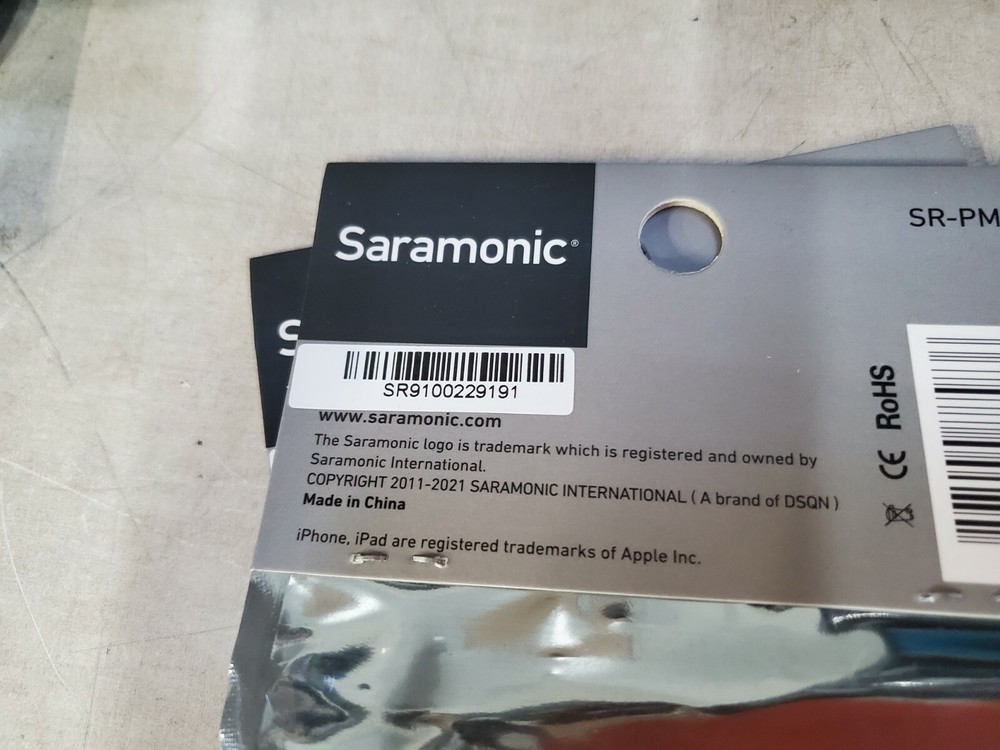 Saramonic®
SR-PM
S
SR9100229191
www.saramonic.com
The Saramonic logo is trademark which is registered and owned by
Saramonic International.
COPYRIGHT 2011-2021 SARAMONIC INTERNATIONAL ( A brand of DSQN )
Made in China
iPhone, iPad are registered trademarks of Apple Inc.
CE RoHS